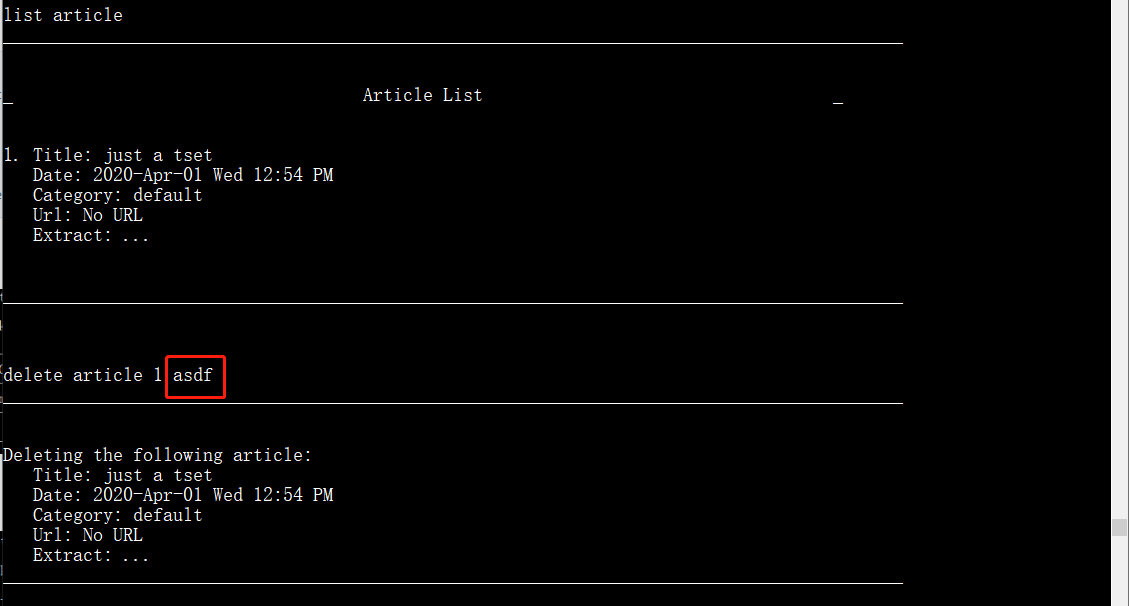 list article
Article List
1. Title: just a tset
Date: 2020-Apr-01 Wed 12:54 PM
Category: default
Url: No URL
Extract: ...
delete article 1 asdf
Deleting the following article:
Title: just a tset
Date: 2020-Apr-01 Wed 12:54 PM
Category: default
Url: No URL
Extract: ...